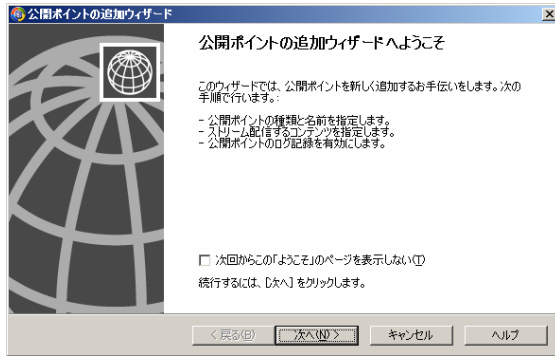 公開ポイントの追加ウィザード
公開ポイントの追加ウィザードへようこそ
このウィザードでは、公開ポイントを新しく追加するお手伝いをします。次の
手順で行います。:
- 公開ポイントの種類と名前を指定します。
- ストリーム配信するコンテンツを指定します。
- 公開ポイントのログ記録を有効にします。
次回からこの「ようこそ」のページを表示しない(T)
続行するには、[次へ] をクリックします。
< 戻る(B)
次へ(N) >
キャンセル
ヘルプ